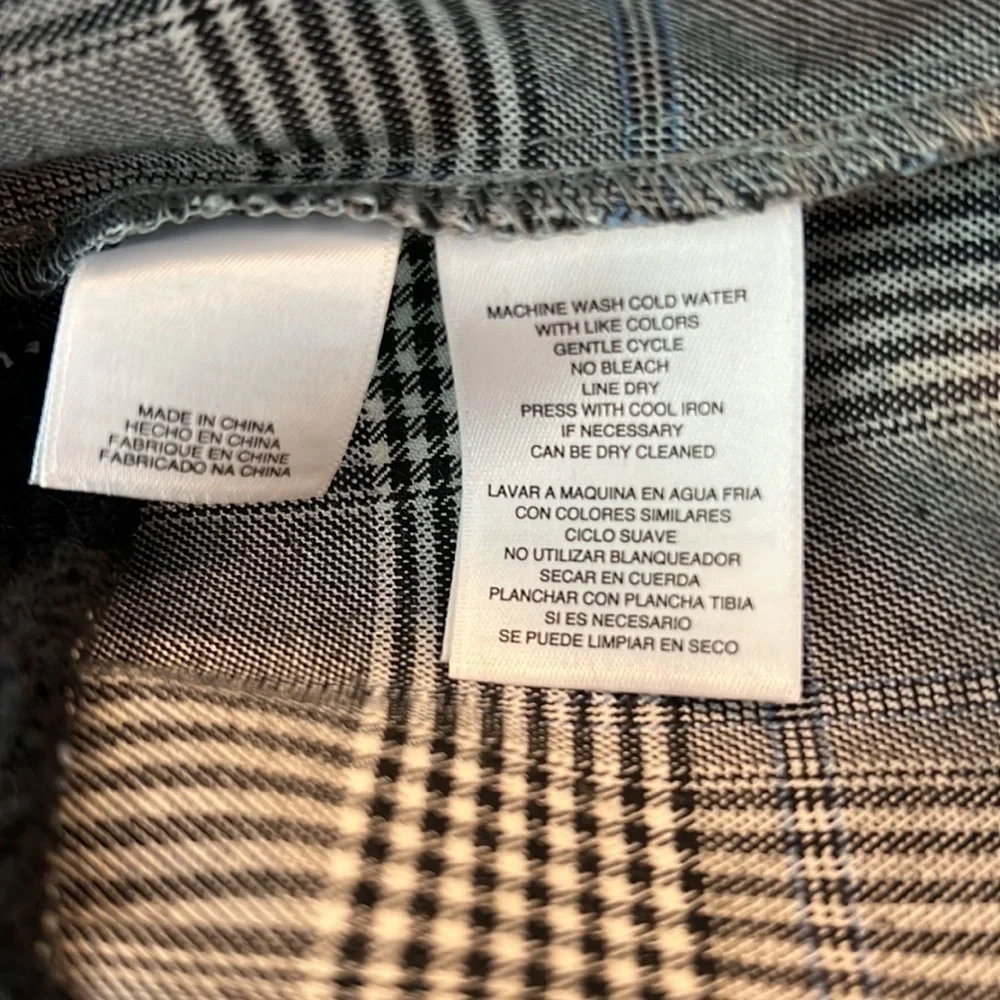 MADE IN CHINA
HECHO EN CHINA
FABRIQUE EN CHINE
FABRICADO NA CHINA
MACHINE WASH COLD WATER
WITH LIKE COLORS
GENTLE CYCLE
NO BLEACH
LINE DRY
PRESS WITH COOL IRON
IF NECESSARY
CAN BE DRY CLEANED
LAVAR A MAQUINA EN AGUA FRIA
CON COLORES SIMILARES
CICLO SUAVE
NO UTILIZAR BLANQUEADOR
SECAR EN CUERDA
PLANCHAR CON PLANCHA TIBIA
SI ES NECESARIO
SE PUEDE LIMPIAR EN SECO